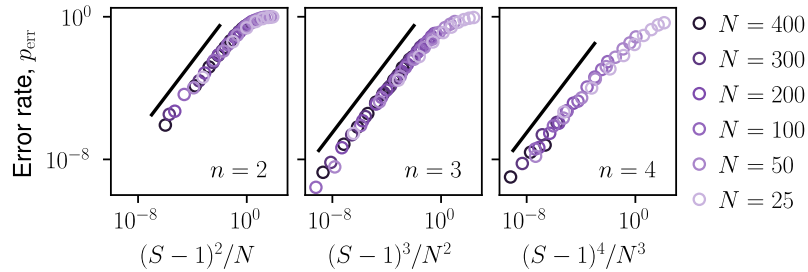 Error rate, p_err
10^0
10^-8
n = 2
n = 3
n = 4
10^-8 10^0
10^-8 10^0
10^-8 10^0
(S − 1)^2/N
(S − 1)^3/N^2
(S − 1)^4/N^3
N = 400
N = 300
N = 200
N = 100
N = 50
N = 25